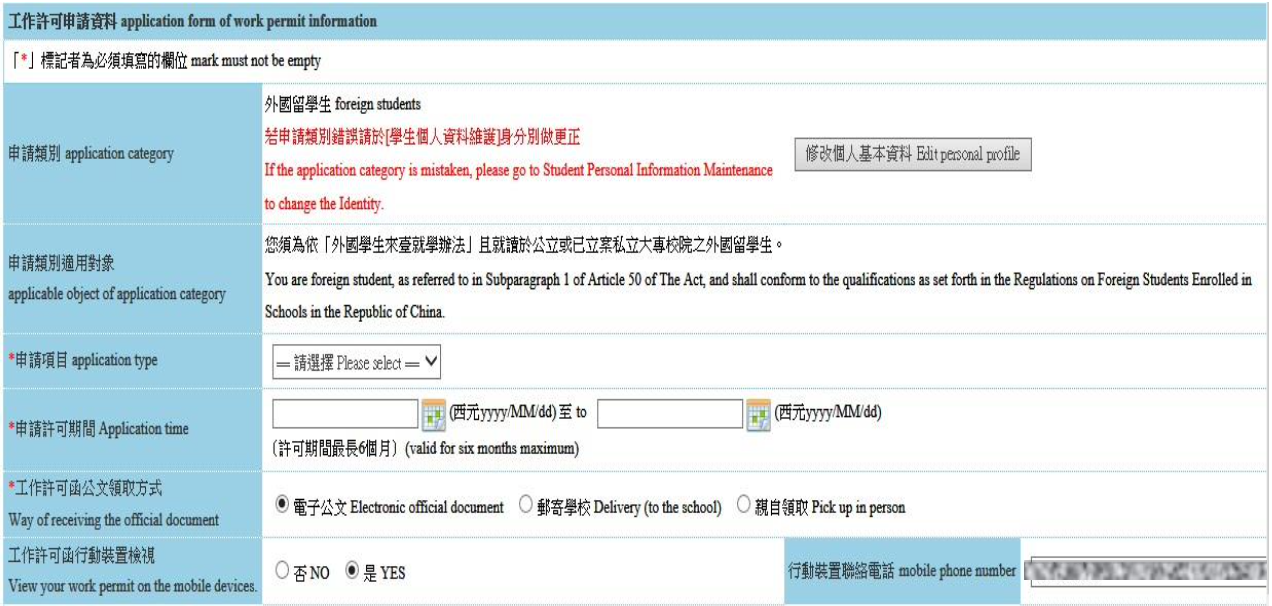 工作許可申請資料 application form of work permit information
「*」標記者為必須填寫的欄位 mark must not be empty
申請類別 application category
外國留學生 foreign students
若申請類別錯誤請於[學生個人資料維護]身分別做更正
If the application category is mistaken, please go to Student Personal Information Maintenance
to change the Identity.
修改個人基本資料 Edit personal profile
申請類別適用對象
applicable object of application category
您須為依「外國學生來臺就學辦法」且就讀於公立或已立案私立大專校院之外國留學生。
You are foreign student, as referred to in Subparagraph 1 of Article 50 of The Act, and shall conform to the qualifications as set forth in the Regulations on Foreign Students Enrolled in
Schools in the Republic of China.
*申請項目 application type
== 請選擇 Please select ==
*申請許可期間 Application time
(西元yyyy/MM/dd) 至 to (西元yyyy/MM/dd)
(許可期間最長6個月) (valid for six months maximum)
*工作許可函公文領取方式
Way of receiving the official document
電子公文 Electronic official document 郵寄學校 Delivery (to the school) 親自領取 Pick up in person
工作許可函行動裝置檢視
View your work permit on the mobile devices.
否 NO 是 YES
行動裝置聯絡電話 mobile phone number